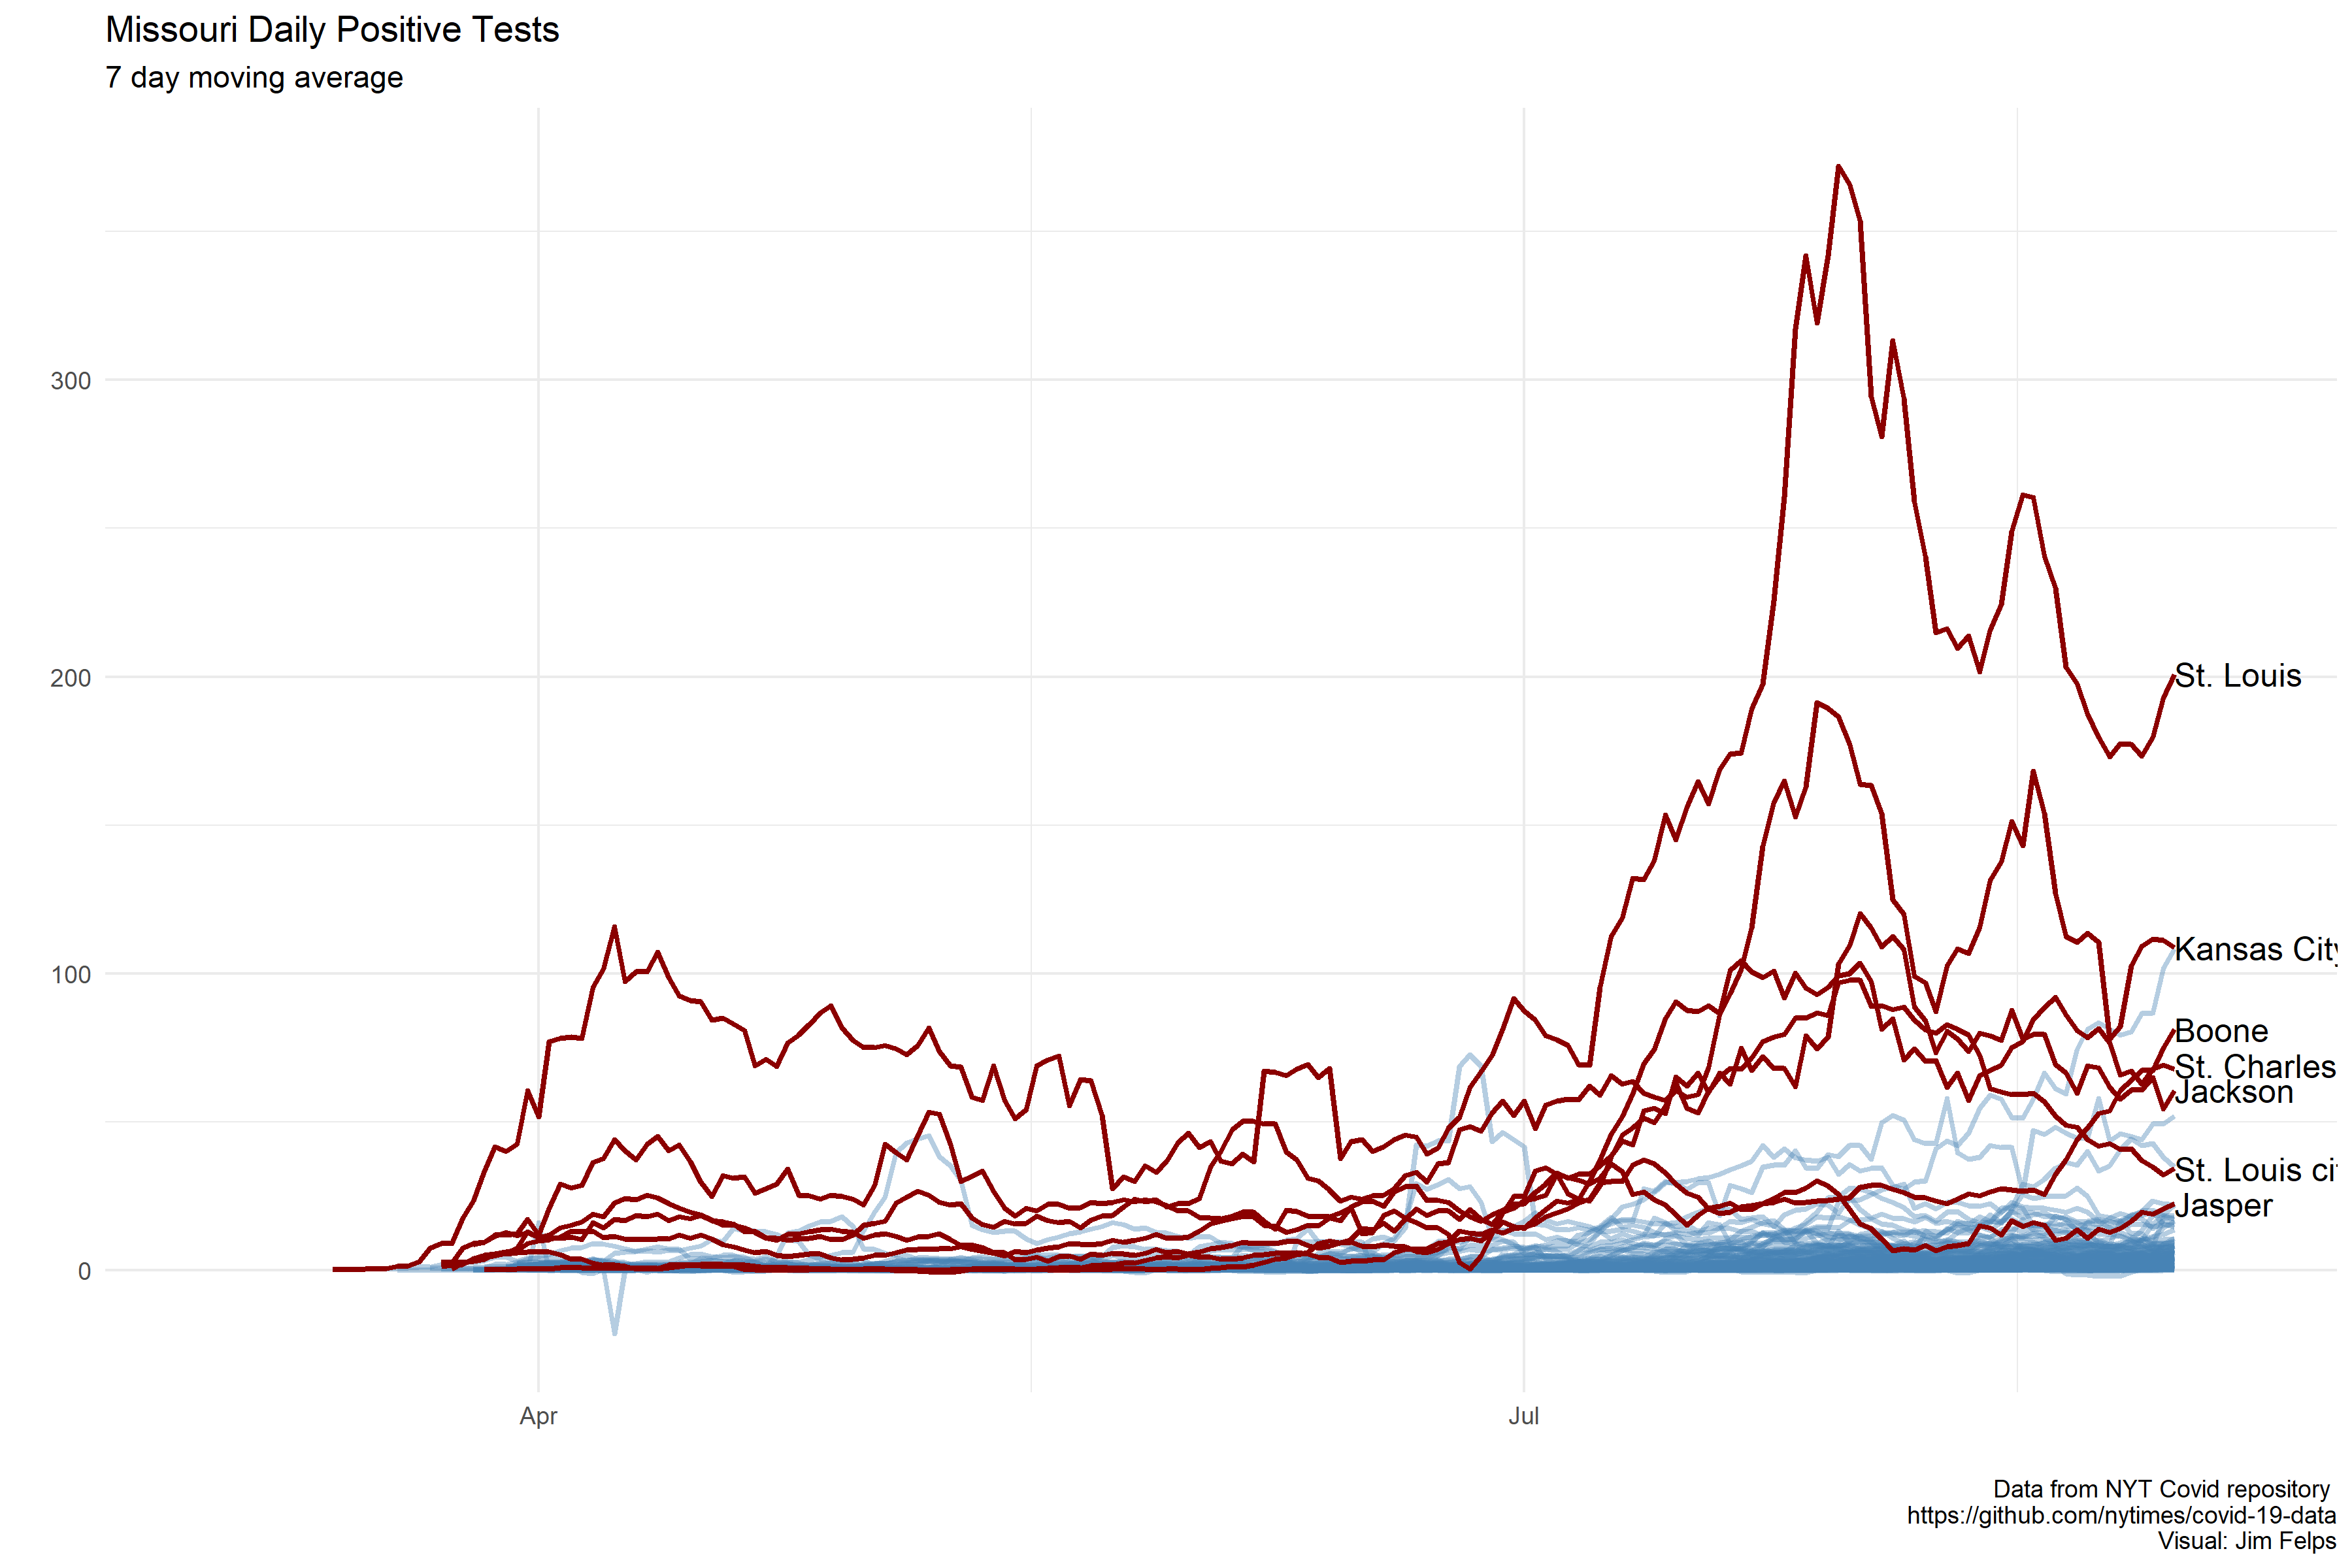 Missouri Daily Positive Tests
7 day moving average
300
200
100
0
St. Louis
Kansas City
Boone
St. Charles
Jackson
St. Louis cit
Jasper
Apr
Jul
Data from NYT Covid repository
https://github.com/nytimes/covid-19-data
Visual: Jim Felps